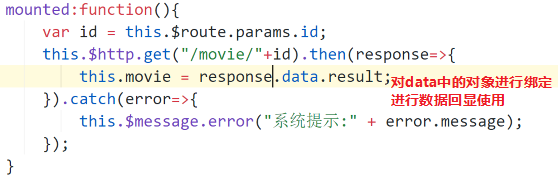 mounted:function(){
var id = this.$route.params.id;
this.$http.get("/movie/"+id).then(response=>{
this.movie = response.data.result; 对data中的对象进行绑定
进行数据回显使用
}).catch(error=>{
this.$message.error("系统提示:" + error.message);
});
}